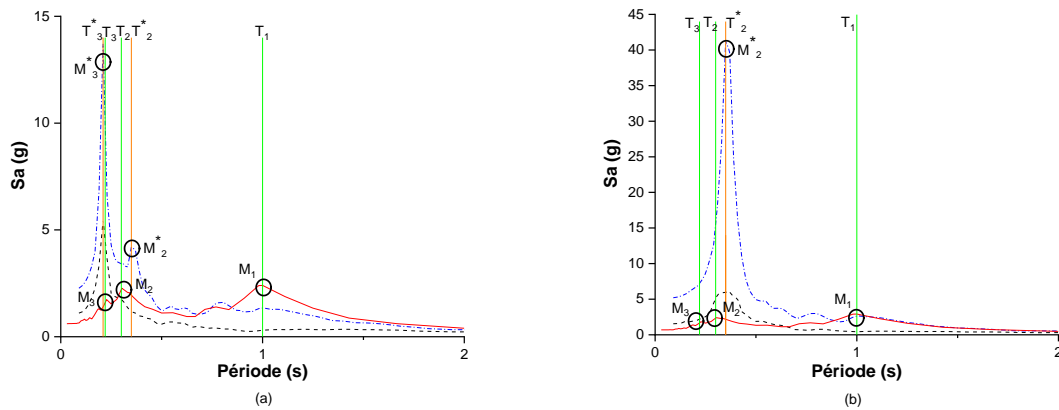 15
10
5
0
0
1
2
Sa (g)
Période (s)
T*3 T3 T2 T*2
T1
M*3
M*2
M3
M2
M1
(a)
45
40
35
30
25
20
15
10
5
0
0
1
2
Sa (g)
Période (s)
T3 T2 T*2
T1
M*2
M3
M2
M1
(b)